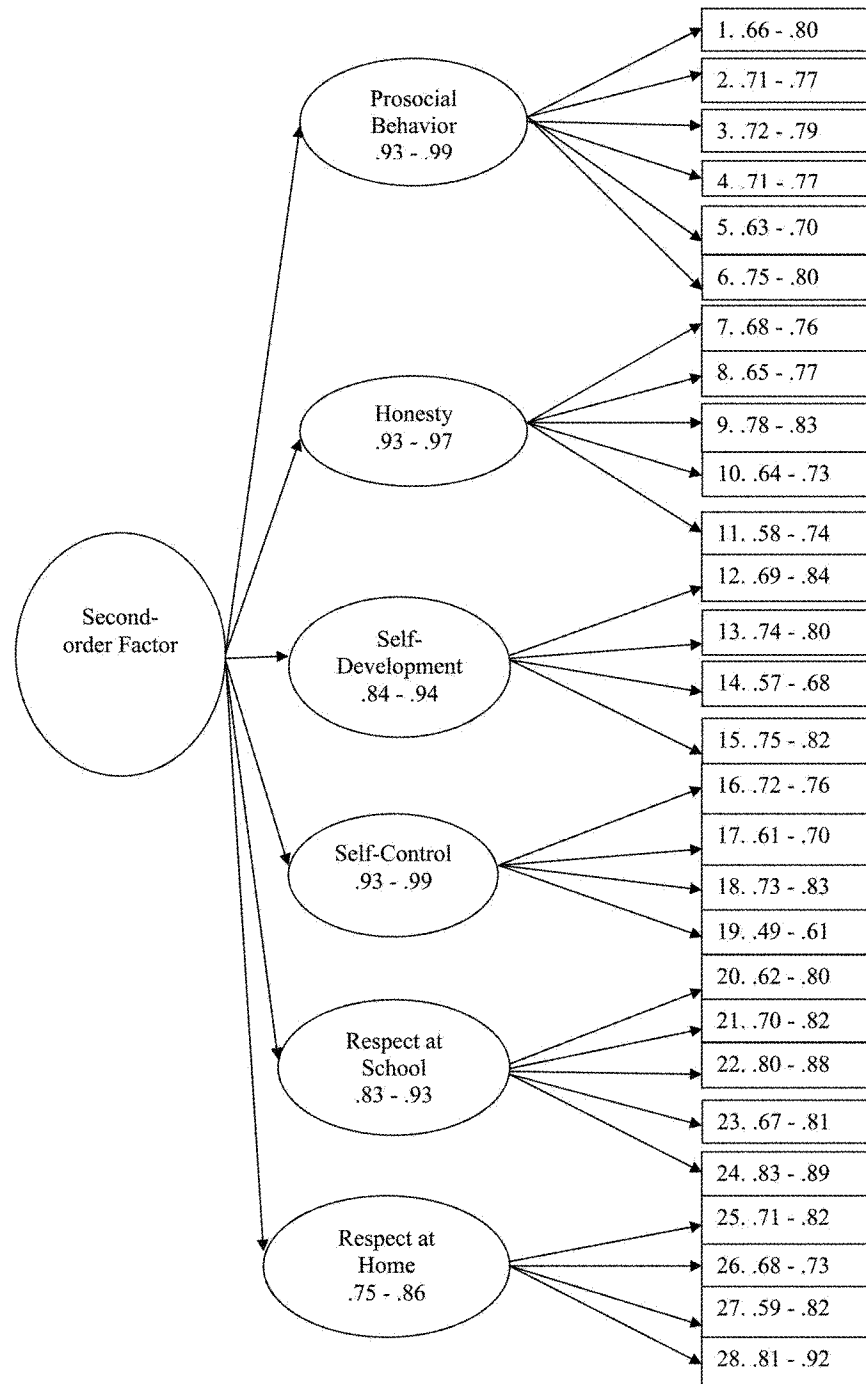 1. .66 - .80
2. .71 - .77
3. .72 - .79
4. .71 - .77
5. .63 - .70
6. .75 - .80
Prosocial
Behavior
.93 - .99
7. .68 - .76
8. .65 - .77
9. .78 - .83
10. .64 - .73
11. .58 - .74
Honesty
.93 - .97
Second-
order Factor
12. .69 - .84
13. .74 - .80
14. .57 - .68
15. .75 - .82
Self-
Development
.84 - .94
16. .72 - .76
17. .61 - .70
18. .73 - .83
19. .49 - .61
Self-Control
.93 - .99
20. .62 - .80
21. .70 - .82
22. .80 - .88
23. .67 - .81
24. .83 - .89
Respect at
School
.83 - .93
25. .71 - .82
26. .68 - .73
27. .59 - .82
28. .81 - .92
Respect at
Home
.75 - .86